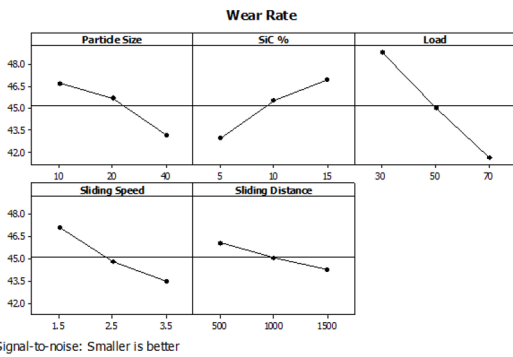 Wear Rate
Particle Size SiC % Load
48.0
46.5
45.0
43.5
42.0
10 20 40 5 10 15 30 50 70
Sliding Speed Sliding Distance
48.0
46.5
45.0
43.5
42.0
1.5 2.5 3.5 500 1000 1500
Signal-to-noise: Smaller is better